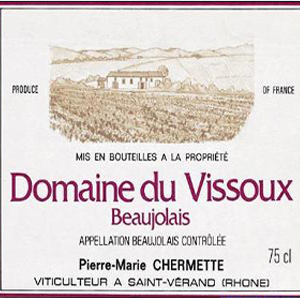 PRODUCE OF FRANCE
MIS EN BOUTEILLES A LA PROPRIÉTÉ
Domaine du Vissoux
Beaujolais
APPELLATION BEAUJOLAIS CONTRÔLÉE
75 cl
Pierre-Marie CHERMETTE
VITICULTEUR A SAINT-VÉRAND (RHONE)